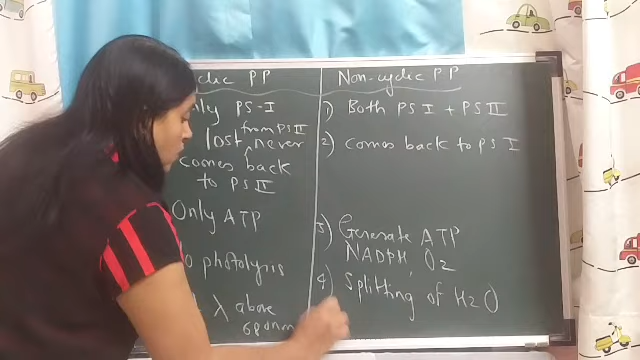 clic PP
Non-cyclic PP
nly PS-I
lost, from PS II never
comes back
to PS II
Only ATP
o photolysis
λ above
680nm
1) Both PS I + PS II
2) Comes back to PS I
3) Generate ATP
NADPH, O2
4) Splitting of H2O